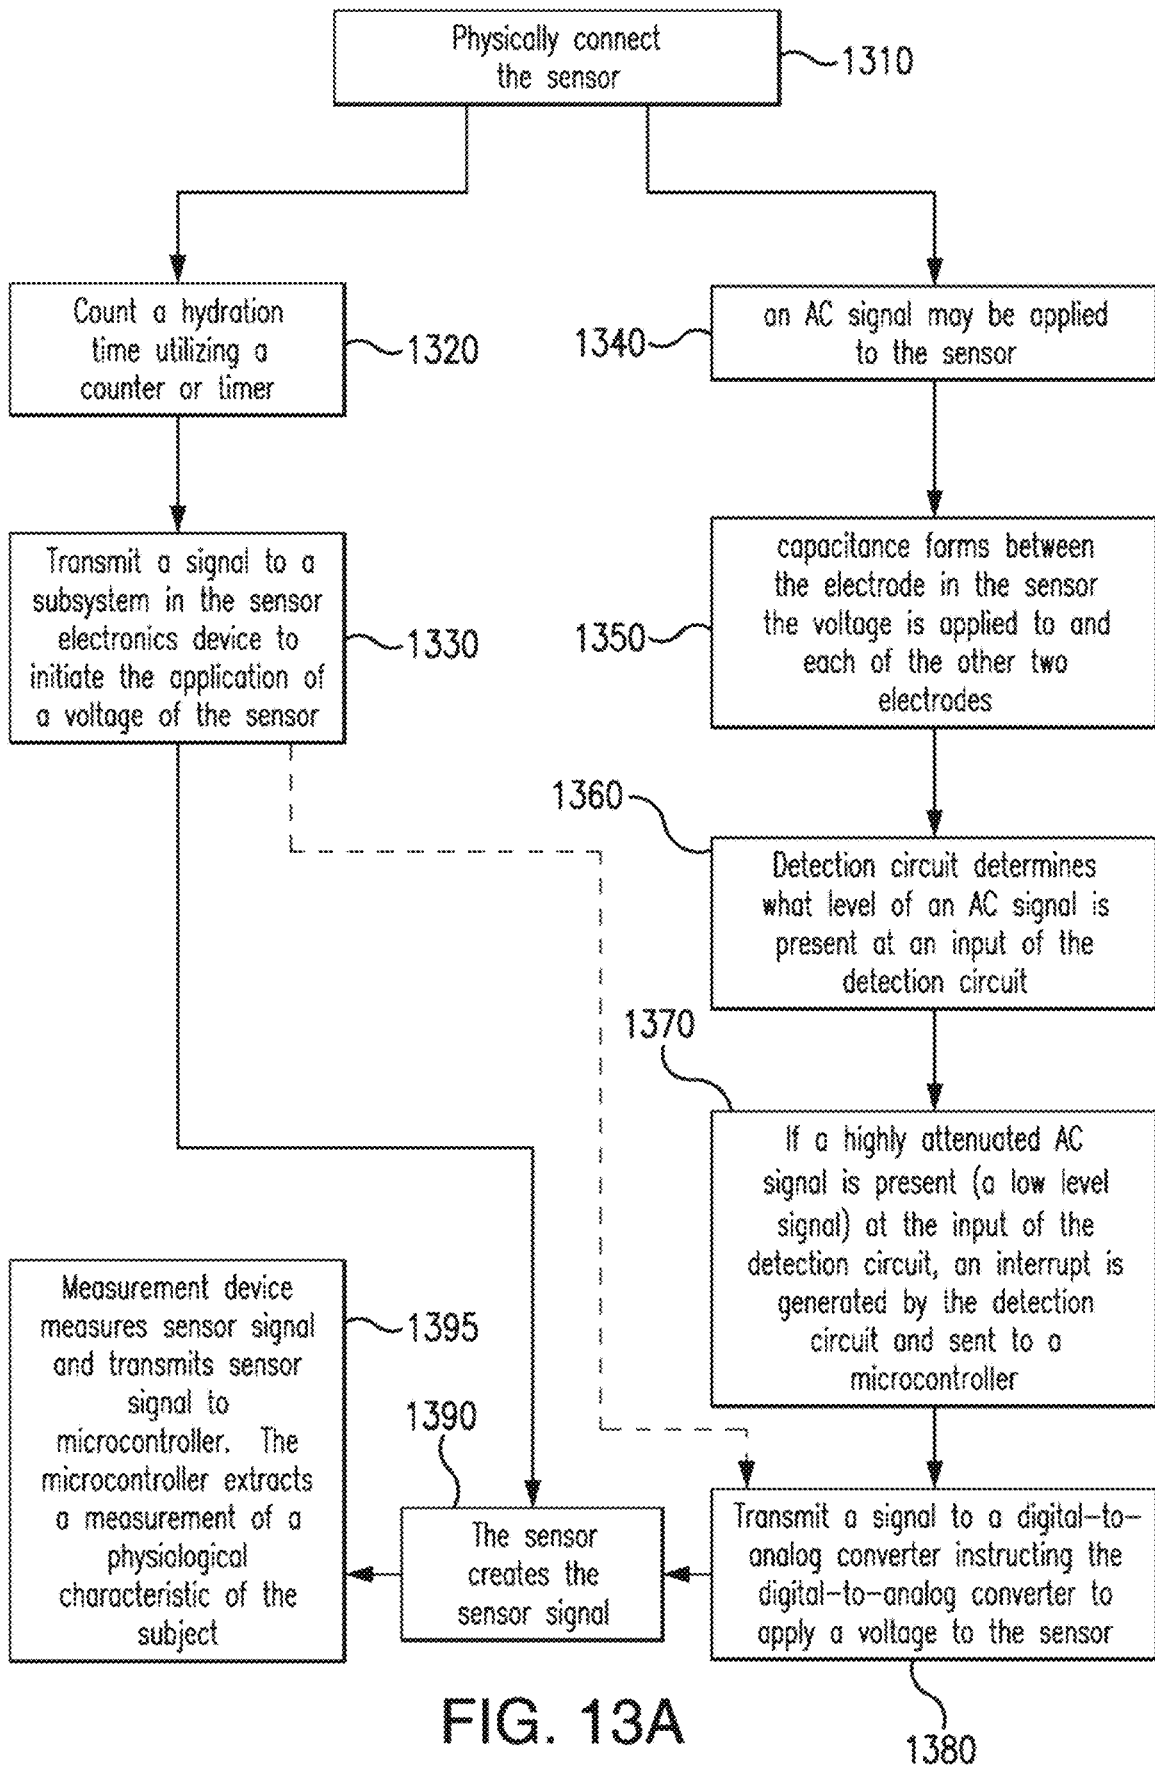 Physically connect
the sensor
1310
Count a hydration
time utilizing a
counter or timer
1320
Transmit a signal to a
subsystem in the sensor
electronics device to
initiate the application of
a voltage of the sensor
1330
1340
an AC signal may be applied
to the sensor
1350
capacitance forms between
the electrode in the sensor
the voltage is applied to and
each of the other two
electrodes
1360
Detection circuit determines
what level of an AC signal is
present at an input of the
detection circuit
1370
If a highly attenuated AC
signal is present (a low level
signal) at the input of the
detection circuit, an interrupt is
generated by the detection
circuit and sent to a
microcontroller
Transmit a signal to a digital-to-
analog converter instructing the
digital-to-analog converter to
apply a voltage to the sensor
1380
1390
The sensor
creates the
sensor signal
Measurement device
measures sensor signal
and transmits sensor
signal to
microcontroller. The
microcontroller extracts
a measurement of a
physiological
characteristic of the
subject
1395
FIG. 13A